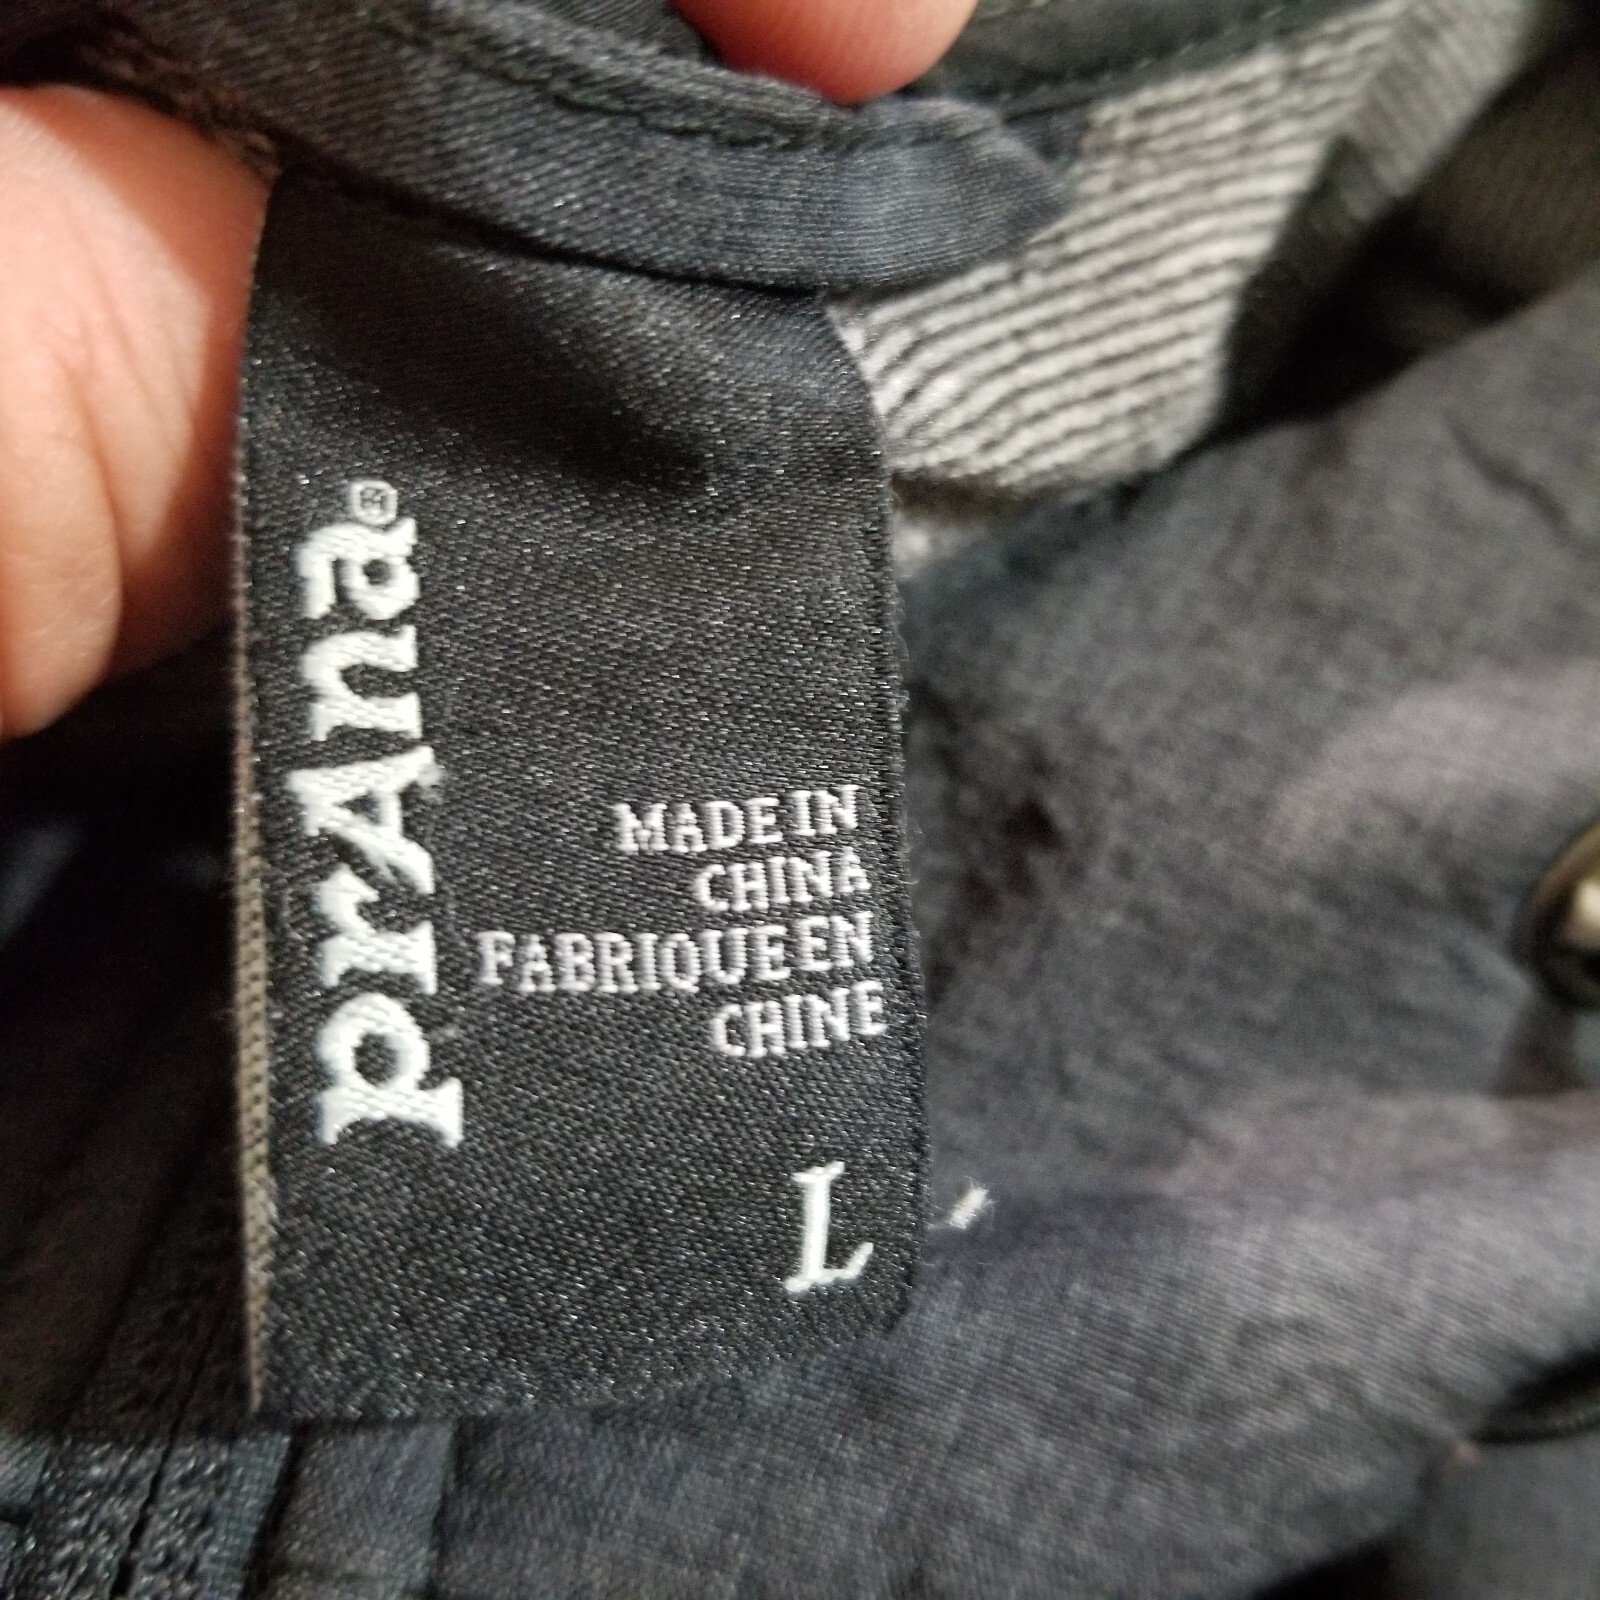 prAna®
MADE IN
CHINA
FABRIQUE EN
CHINE
L